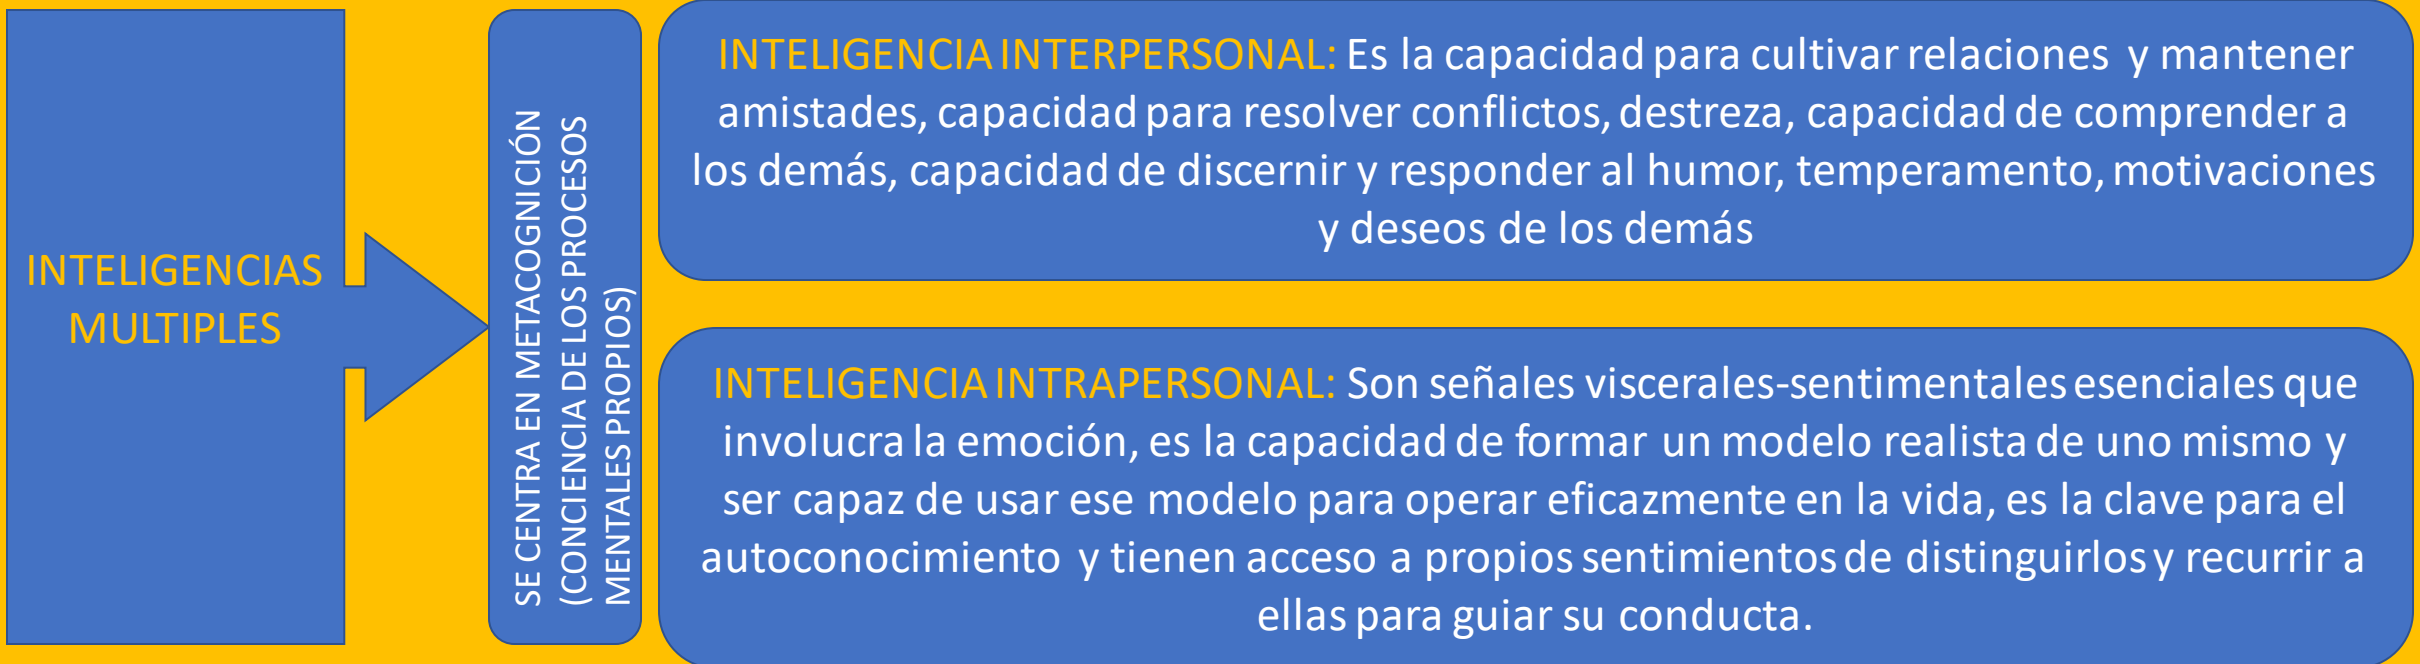 INTELIGENCIAS
MULTIPLES
SE CENTRA EN METACOGNICIÓN
(CONCIENCIA DE LOS PROCESOS
MENTALES PROPIOS)
INTELIGENCIA INTERPERSONAL: Es la capacidad para cultivar relaciones y mantener
amistades, capacidad para resolver conflictos, destreza, capacidad de comprender a
los demás, capacidad de discernir y responder al humor, temperamento, motivaciones
y deseos de los demás
INTELIGENCIA INTRAPERSONAL: Son señales viscerales-sentimentales esenciales que
involucra la emoción, es la capacidad de formar un modelo realista de uno mismo y
ser capaz de usar ese modelo para operar eficazmente en la vida, es la clave para el
autoconocimiento y tienen acceso a propios sentimientos de distinguirlos y recurrir a
ellas para guiar su conducta.